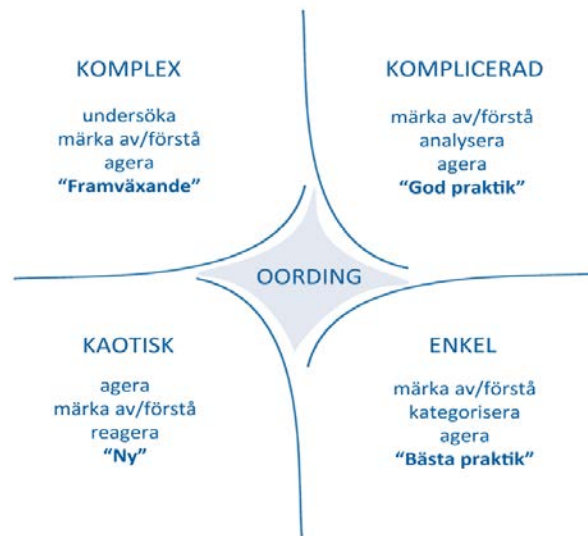 KOMPLEX
undersöka
märka av/förstå
agera
“Framväxande”
KOMPLICERAD
märka av/förstå
analysera
agera
“God praktik”
OORDING
KAOTISK
agera
märka av/förstå
reagera
“Ny”
ENKEL
märka av/förstå
kategorisera
agera
“Bästa praktik”